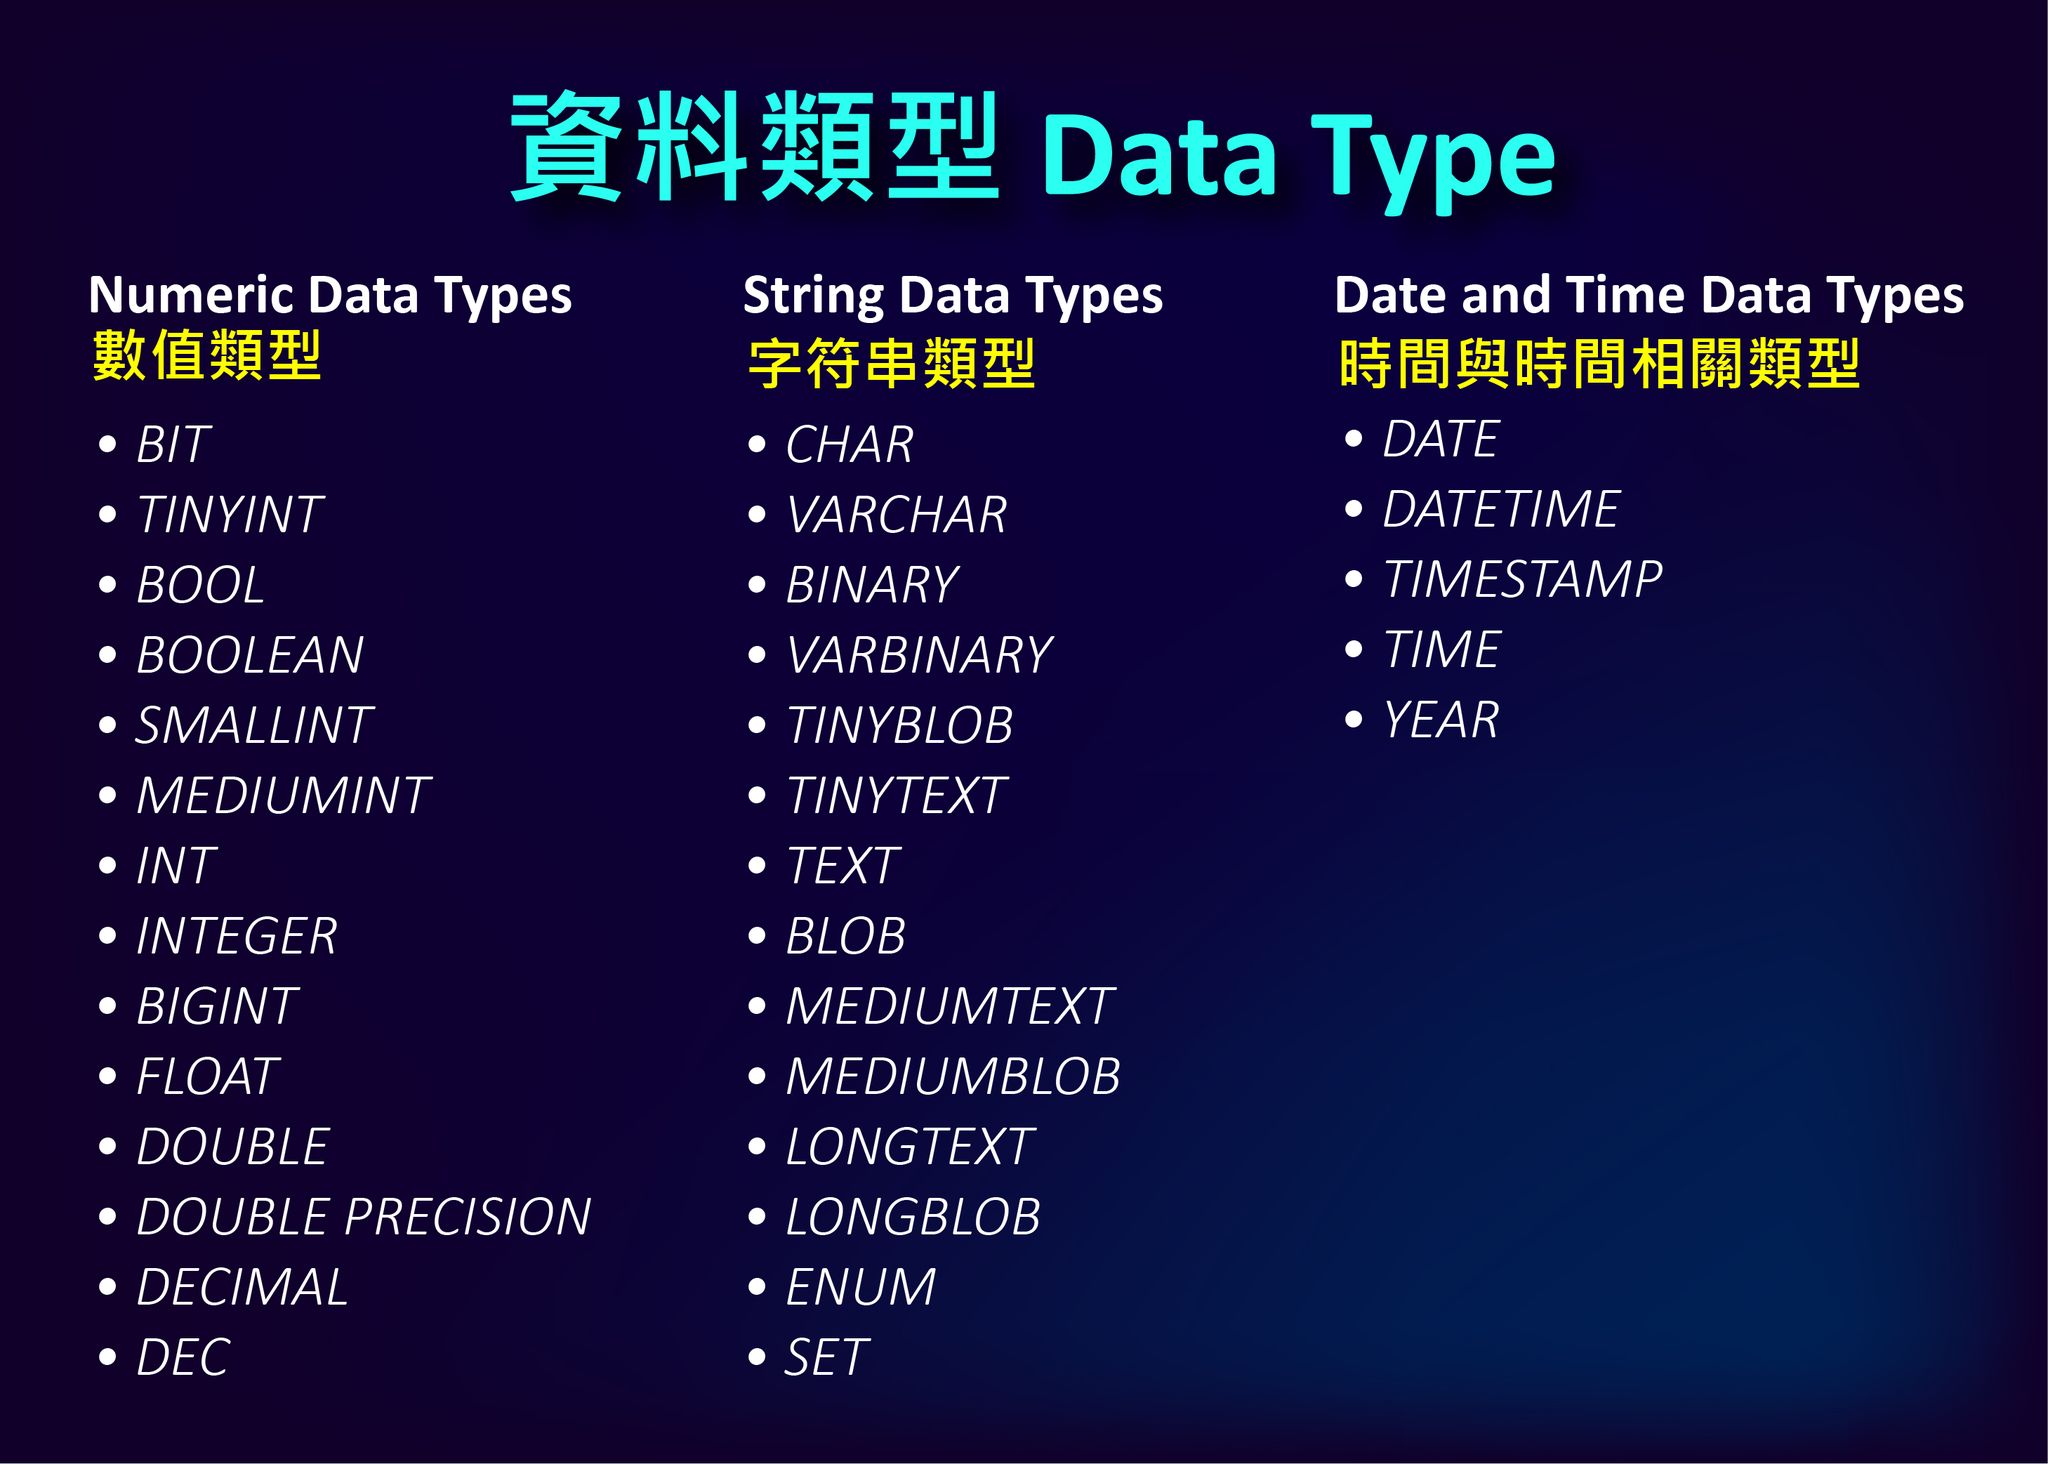 資料類型 Data Type
Numeric Data Types
數值類型
• BIT
• TINYINT
• BOOL
• BOOLEAN
• SMALLINT
• MEDIUMINT
• INT
• INTEGER
• BIGINT
• FLOAT
• DOUBLE
• DOUBLE PRECISION
• DECIMAL
• DEC
String Data Types
字符串類型
• CHAR
• VARCHAR
• BINARY
• VARBINARY
• TINYBLOB
• TINYTEXT
• TEXT
• BLOB
• MEDIUMTEXT
• MEDIUMBLOB
• LONGTEXT
• LONGBLOB
• ENUM
• SET
Date and Time Data Types
時間與時間相關類型
• DATE
• DATETIME
• TIMESTAMP
• TIME
• YEAR